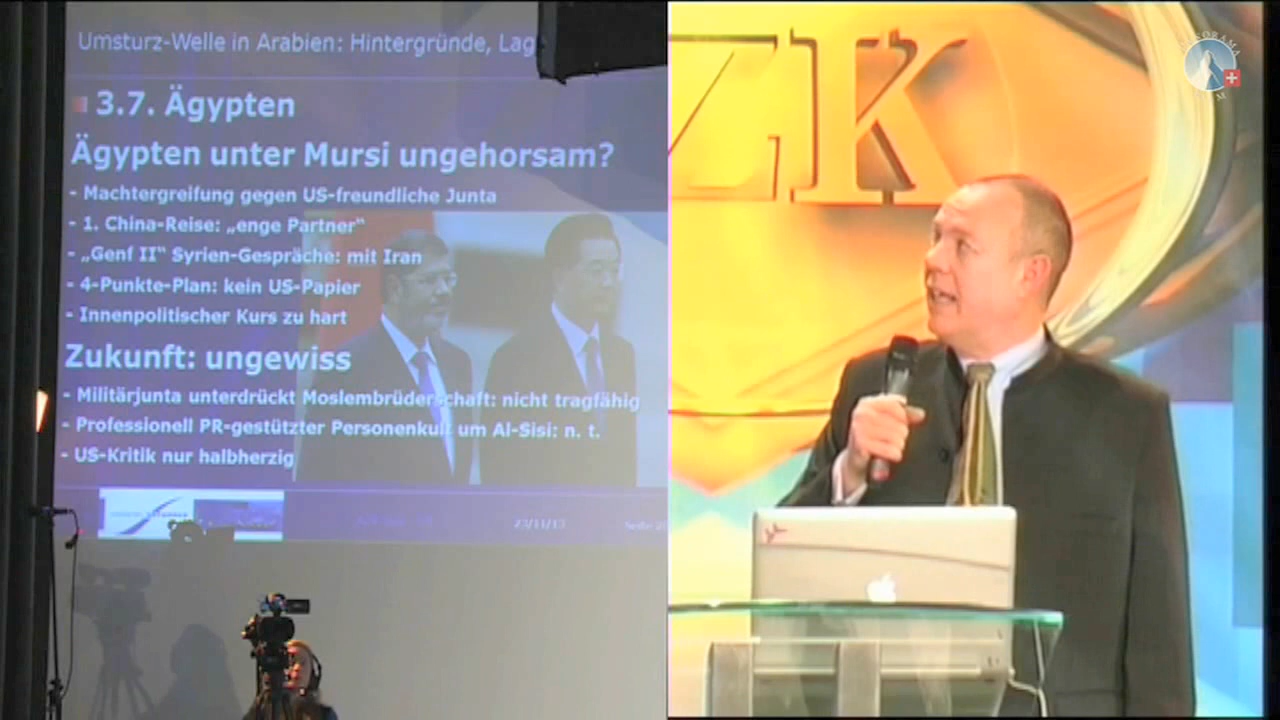 Umsturz-Welle in Arabien: Hintergründe, Lag
3.7. Ägypten
Ägypten unter Mursi ungehorsam?
- Machtergreifung gegen US-freundliche Junta
- 1. China-Reise: „enge Partner“
- „Genf II“ Syrien-Gespräche: mit Iran
- 4-Punkte-Plan: kein US-Papier
- Innenpolitischer Kurs zu hart
Zukunft: ungewiss
- Militärjunta unterdrückt Moslembrüderschaft: nicht tragfähig
- Professionell PR-gestützter Personenkult um Al-Sisi: n. t.
- US-Kritik nur halbherzig
23/11/13
ZK